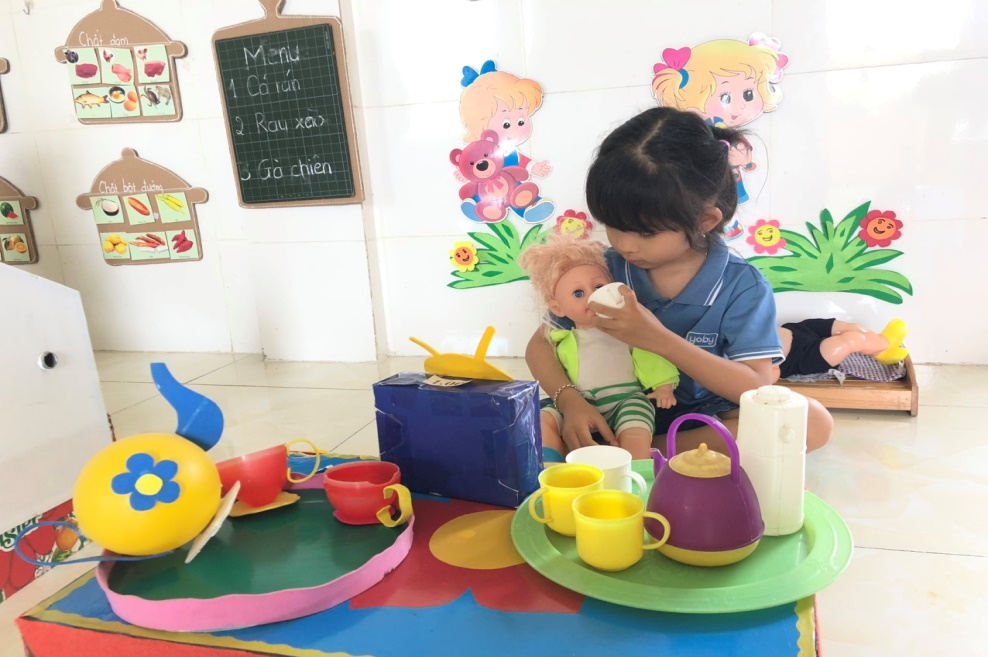 Chất đạm
Menu
1 Cá rán
2 Rau xào
3 Gà chiên
Chất bột đường
yoby